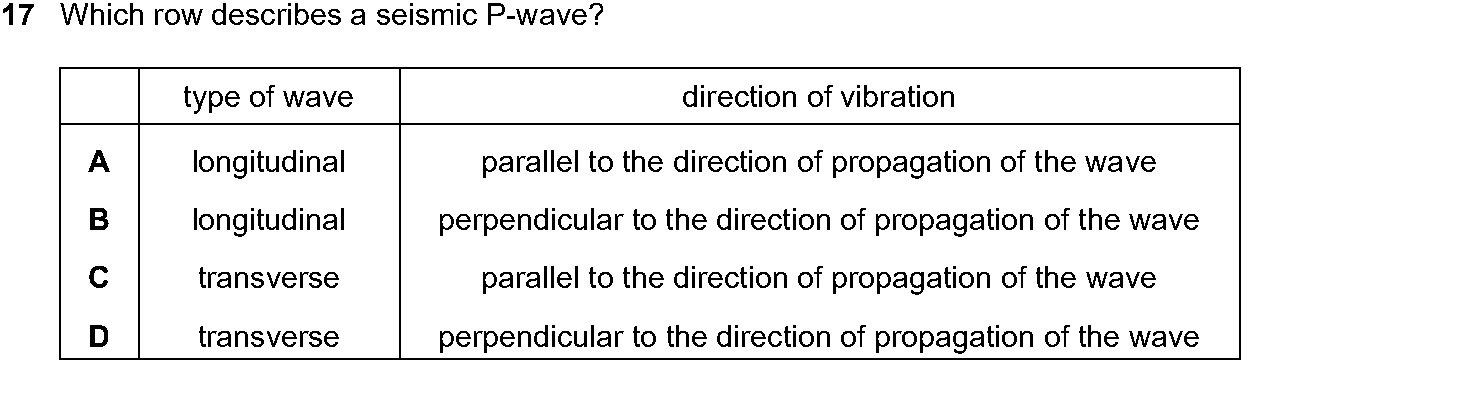 17 Which row describes a seismic P-wave?
type of wave direction of vibration
A longitudinal parallel to the direction of propagation of the wave
B longitudinal perpendicular to the direction of propagation of the wave
C transverse parallel to the direction of propagation of the wave
D transverse perpendicular to the direction of propagation of the wave